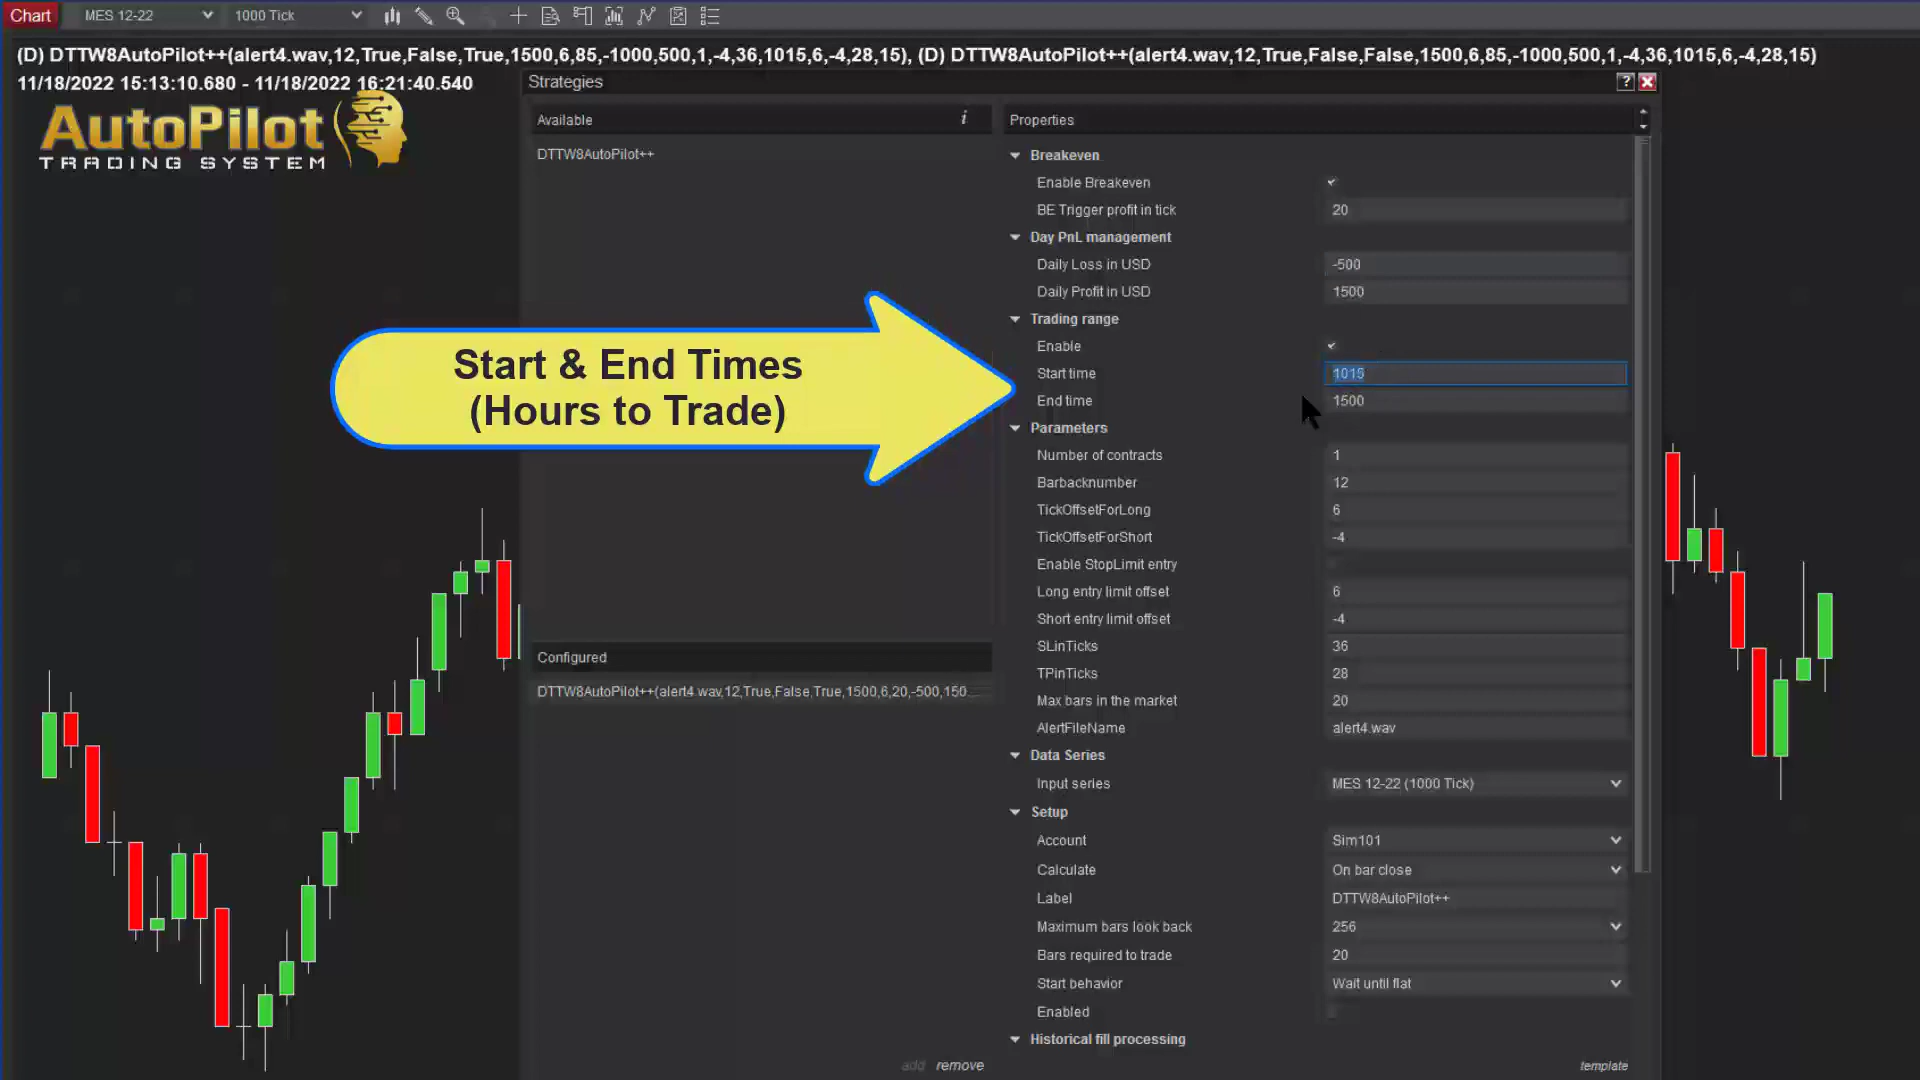 Chart
MES 12-22
1000 Tick
(D) DTTW8AutoPilot++(alert4.wav,12,True,False,True,1500,6,85,-1000,500,1,-4,36,1015,6,-4,28,15), (D) DTTW8AutoPilot++(alert4.wav,12,True,False,False,1500,6,85,-1000,500,1,-4,36,1015,6,-4,28,15)
11/18/2022 15:13:10.680 - 11/18/2022 16:21:40.540
AutoPilot
TRADING SYSTEM
Strategies
?
Available
i
DTTW8AutoPilot++
Start & End Times
(Hours to Trade)
Configured
DTTW8AutoPilot++(alert4.wav,12,True,False,True,1500,6,20,-500,150...
add remove
Properties
Breakeven
Enable Breakeven
BE Trigger profit in tick 20
Day PnL management
Daily Loss in USD -500
Daily Profit in USD 1500
Trading range
Enable
Start time 1015
End time 1500
Parameters
Number of contracts 1
Barbacknumber 12
TickOffsetForLong 6
TickOffsetForShort -4
Enable StopLimit entry
Long entry limit offset 6
Short entry limit offset -4
SLinTicks 36
TPinTicks 28
Max bars in the market 20
AlertFileName alert4.wav
Data Series
Input series MES 12-22 (1000 Tick)
Setup
Account Sim101
Calculate On bar close
Label DTTW8AutoPilot++
Maximum bars look back 256
Bars required to trade 20
Start behavior Wait until flat
Enabled
Historical fill processing
template